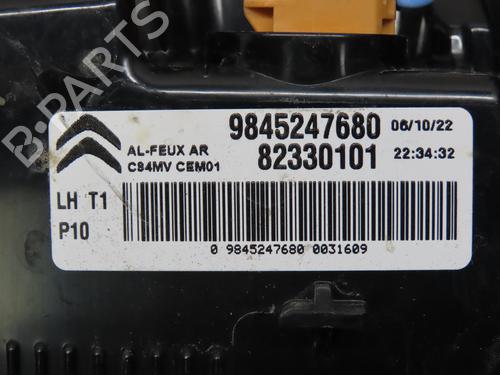 9845247680 06/10/22
AL-FEUX AR 82330101 22:34:32
C84MV CEM01
LH T1
P10
0 9845247680 0031609
B-PARTS